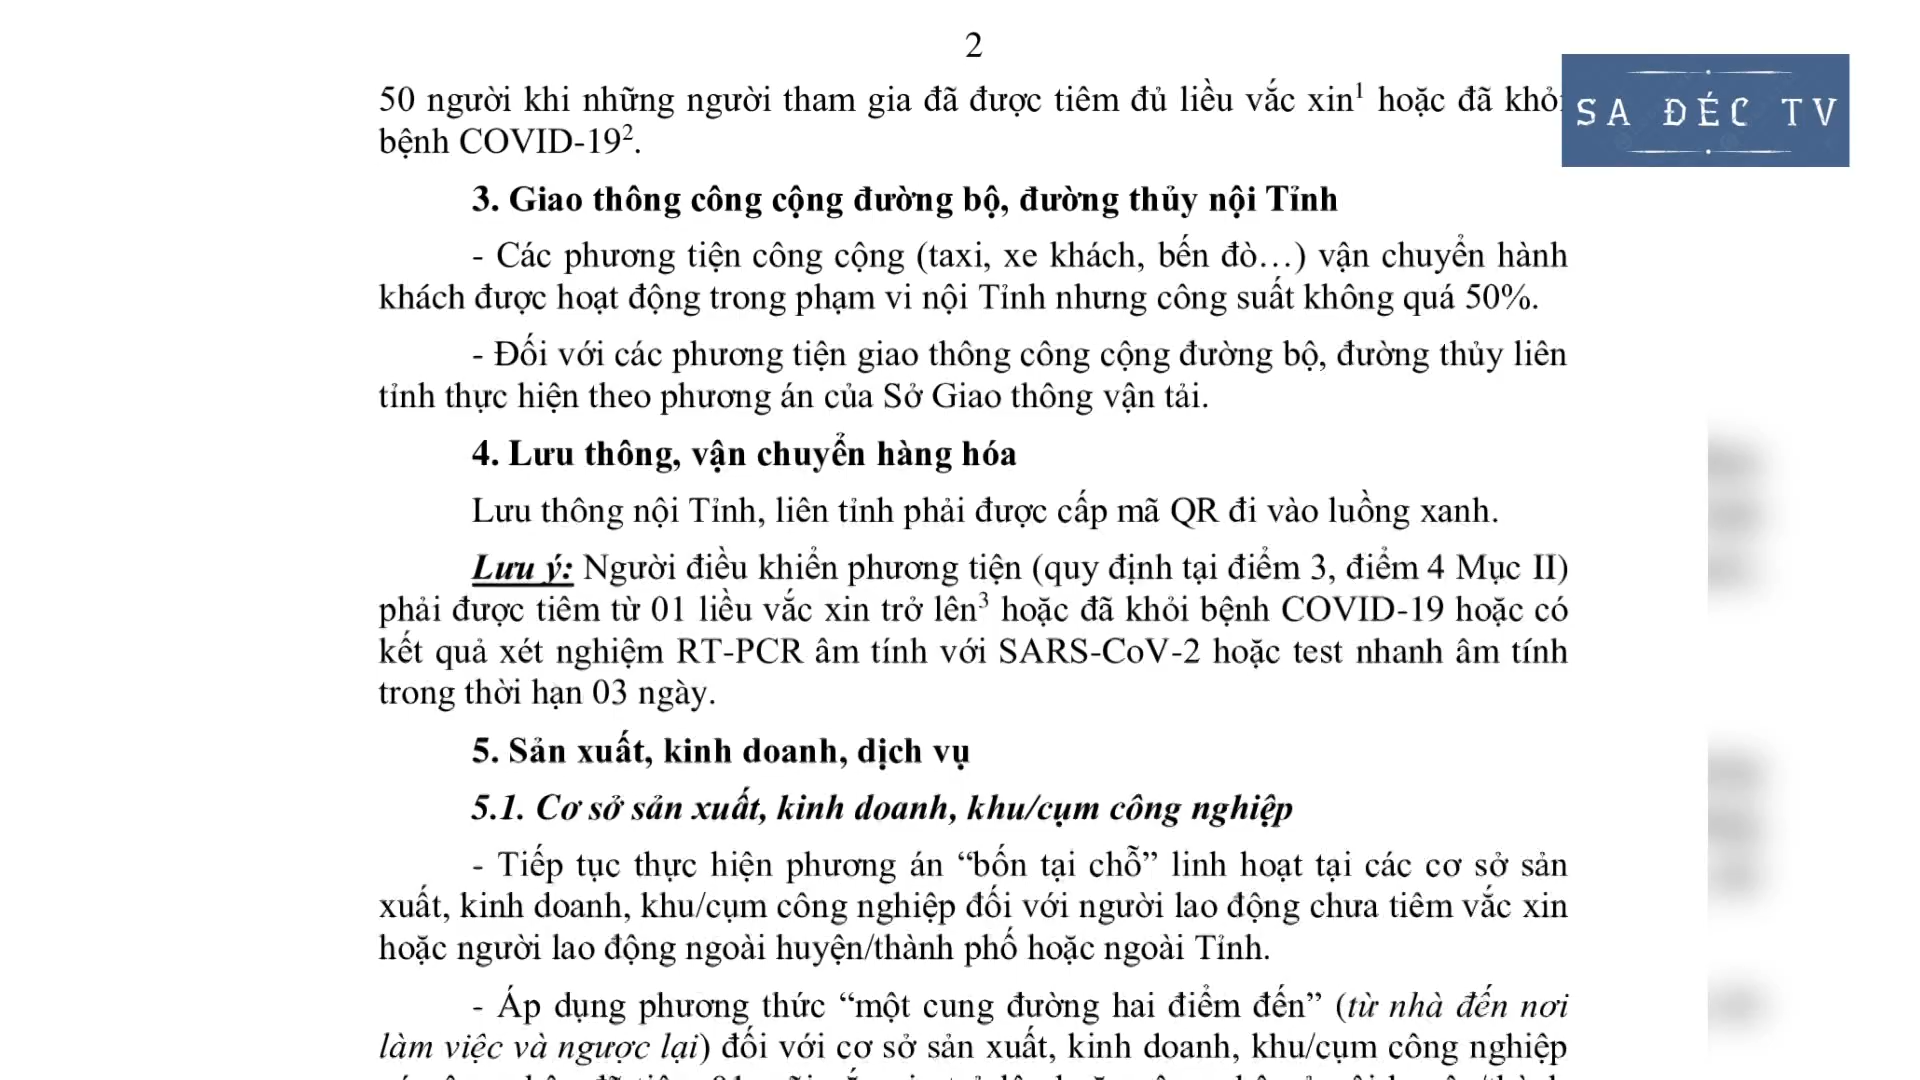 2
50 người khi những người tham gia đã được tiêm đủ liều vắc xin¹ hoặc đã
SA ĐÉC TV
bệnh COVID-19².
3. Giao thông công cộng đường bộ, đường thủy nội Tỉnh
- Các phương tiện công cộng (taxi, xe khách, bến đò…) vận chuyển hành
khách được hoạt động trong phạm vi nội Tỉnh nhưng công suất không quá 50%.
- Đối với các phương tiện giao thông công cộng đường bộ, đường thủy liên
tỉnh thực hiện theo phương án của Sở Giao thông vận tải.
4. Lưu thông, vận chuyển hàng hóa
Lưu thông nội Tỉnh, liên tỉnh phải được cấp mã QR đi vào luồng xanh.
Lưu ý: Người điều khiển phương tiện (quy định tại điểm 3, điểm 4 Mục II)
phải được tiêm từ 01 liều vắc xin trở lên³ hoặc đã khỏi bệnh COVID-19 hoặc có
kết quả xét nghiệm RT-PCR âm tính với SARS-CoV-2 hoặc test nhanh âm tính
trong thời hạn 03 ngày.
5. Sản xuất, kinh doanh, dịch vụ
5.1. Cơ sở sản xuất, kinh doanh, khu/cụm công nghiệp
- Tiếp tục thực hiện phương án “bốn tại chỗ” linh hoạt tại các cơ sở sản
xuất, kinh doanh, khu/cụm công nghiệp đối với người lao động chưa tiêm vắc xin
hoặc người lao động ngoài huyện/thành phố hoặc ngoài Tỉnh.
- Áp dụng phương thức “một cung đường hai điểm đến” (từ nhà đến nơi
làm việc và ngược lại) đối với cơ sở sản xuất, kinh doanh, khu/cụm công nghiệp